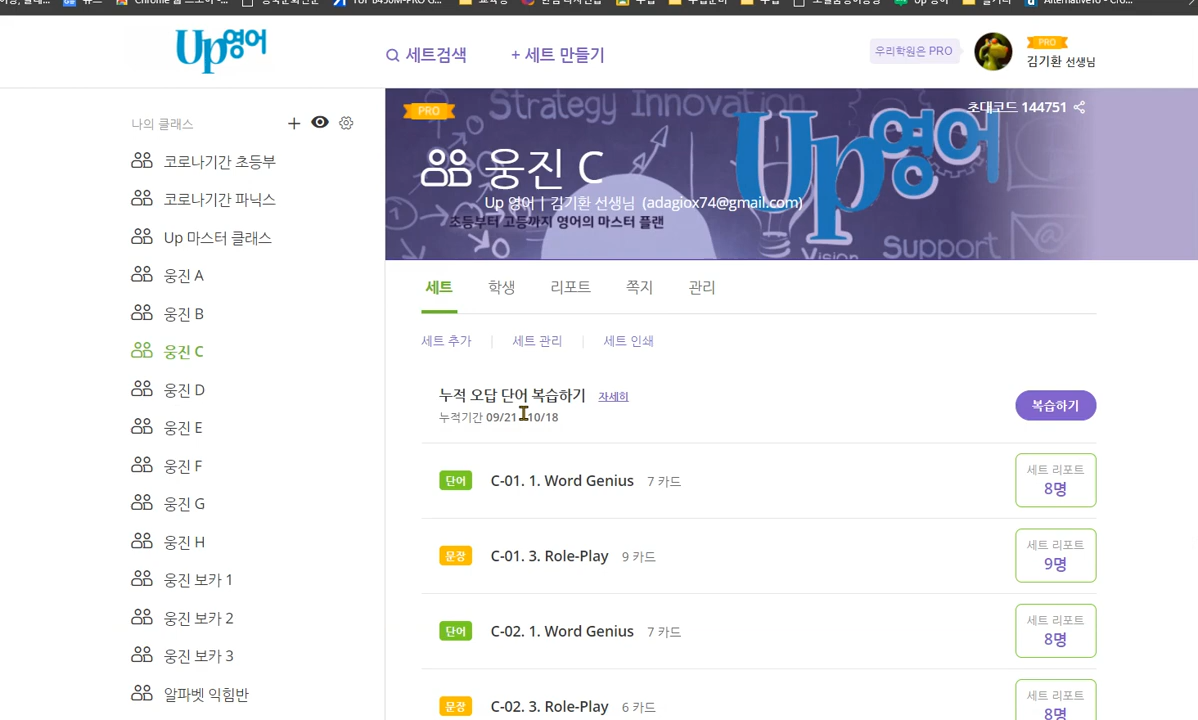 Up영어
세트검색
+ 세트 만들기
우리학원은 PRO
PRO
김기환 선생님
나의 클래스
코로나기간 초등부
코로나기간 파닉스
Up 마스터 클래스
웅진 A
웅진 B
웅진 C
웅진 D
웅진 E
웅진 F
웅진 G
웅진 H
웅진 보카 1
웅진 보카 2
웅진 보카 3
알파벳 익힘반
PRO
Strategy Innovation
초대코드 144751
웅진 C
Up영어
Up 영어 | 김기환 선생님 (adagiox74@gmail.com)
초등부터 고등까지 영어의 마스터 플랜
Vision
Support
세트 학생 리포트 쪽지 관리
세트 추가 | 세트 관리 | 세트 인쇄
누적 오답 단어 복습하기 자세히
누적기간 09/21 10/18
복습하기
단어 C-01. 1. Word Genius 7 카드
세트 리포트
8명
문장 C-01. 3. Role-Play 9 카드
세트 리포트
9명
단어 C-02. 1. Word Genius 7 카드
세트 리포트
8명
문장 C-02. 3. Role-Play 6 카드
세트 리포트
8명